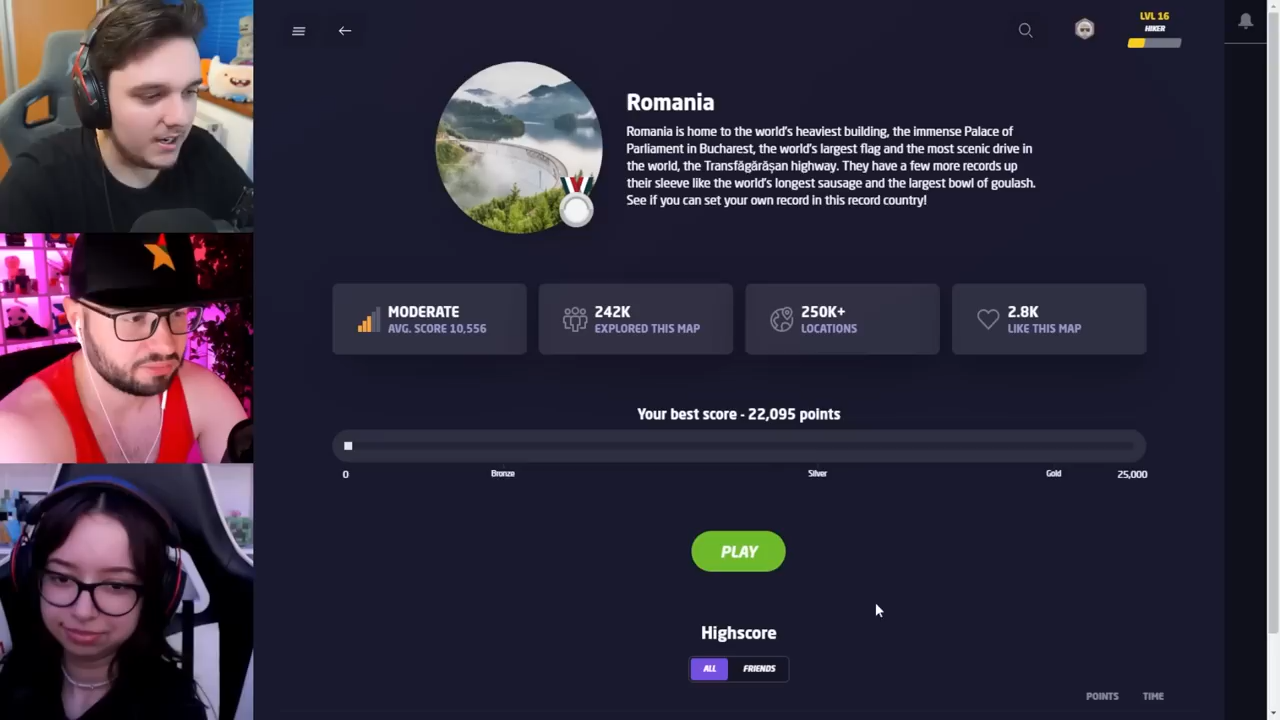 LVL 16
HIKER
Romania
Romania is home to the world's heaviest building, the immense Palace of
Parliament in Bucharest, the world's largest flag and the most scenic drive in
the world, the Transfăgărășan highway. They have a few more records up
their sleeve like the world's longest sausage and the largest bowl of goulash.
See if you can set your own record in this record country!
MODERATE
AVG. SCORE 10,556
242K
EXPLORED THIS MAP
250K+
LOCATIONS
2.8K
LIKE THIS MAP
Your best score - 22,095 points
0 Bronze Silver Gold 25,000
PLAY
Highscore
ALL FRIENDS
POINTS TIME